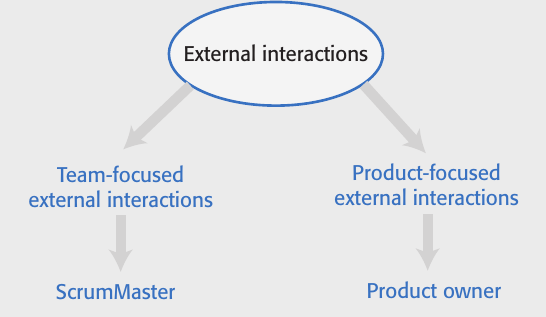 External interactions
Team-focused
external interactions
Product-focused
external interactions
ScrumMaster
Product owner